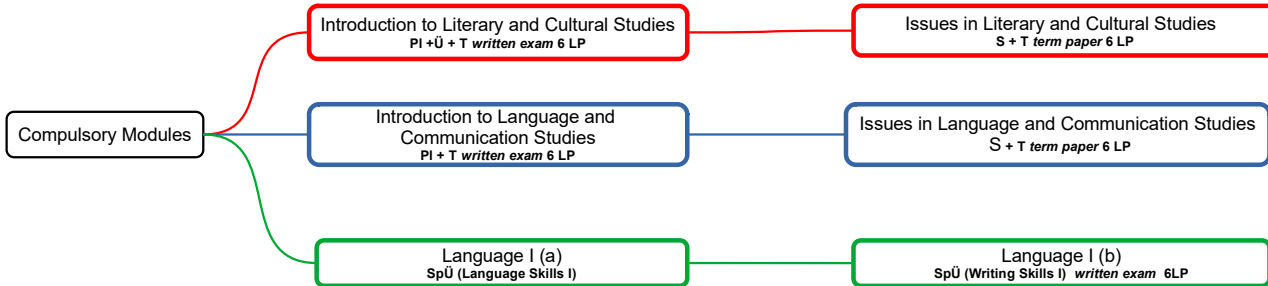 Compulsory Modules
Introduction to Literary and Cultural Studies
PI +Ü + T written exam 6 LP
Issues in Literary and Cultural Studies
S + T term paper 6 LP
Introduction to Language and
Communication Studies
PI + T written exam 6 LP
Issues in Language and Communication Studies
S + T term paper 6 LP
Language I (a)
SpÜ (Language Skills I)
Language I (b)
SpÜ (Writing Skills I) written exam 6LP